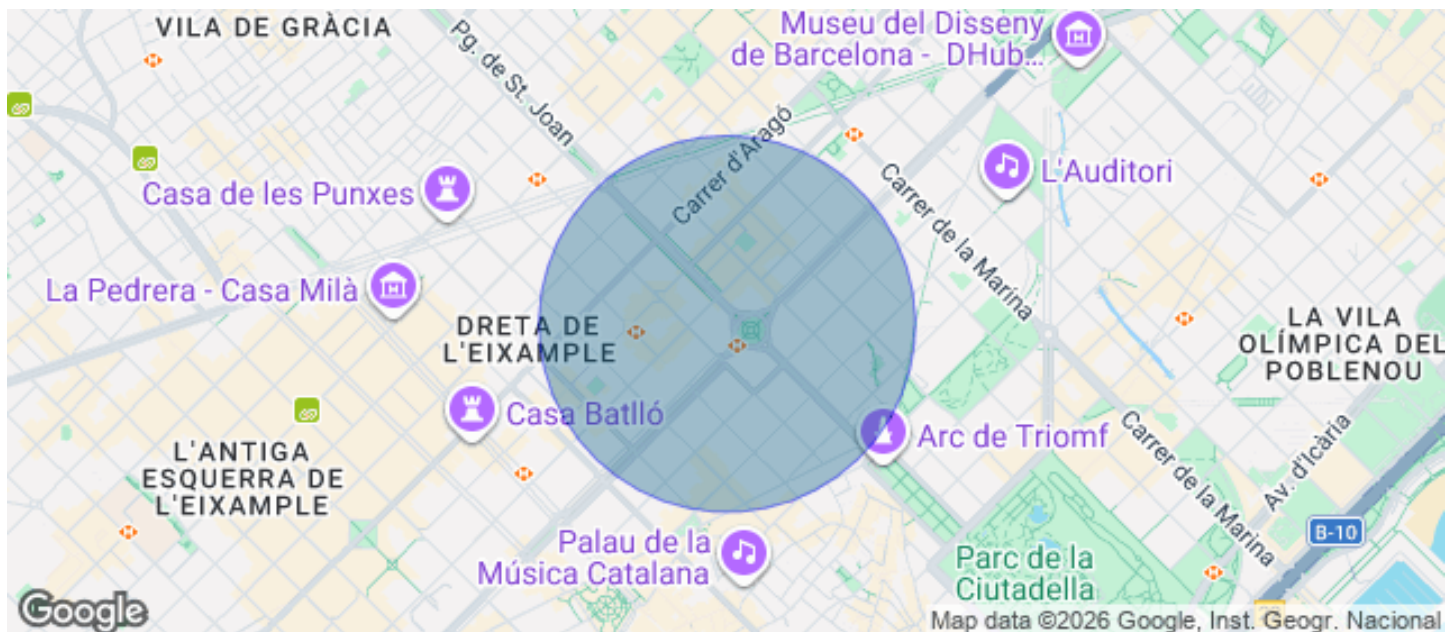 VILA DE GRÀCIA
Pg. de St. Joan
Museu del Disseny
de Barcelona - DHub...
Carrer d'Aragó
L'Auditori
Casa de les Punxes
Carrer de la Marina
La Pedrera - Casa Milà
DRETA DE
L'EIXAMPLE
LA VILA
OLÍMPICA DEL
POBLENOU
Casa Batlló
Arc de Triomf
L'ANTIGA
ESQUERRA DE
L'EIXAMPLE
Carrer de la Marina
Av. d'Icària
B-10
Palau de la
Música Catalana
Parc de la
Ciutadella
Google
Map data ©2026 Google, Inst. Geogr. Nacional